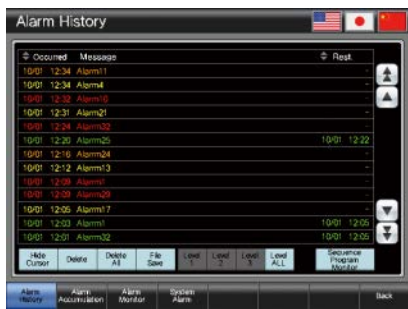 Alarm History
Occurred Message Rest.
10/01 12:34 Alarm11 -
10/01 12:34 Alarm4 -
10/01 12:32 Alarm10 -
10/01 12:31 Alarm21 -
10/01 12:24 Alarm32 -
10/01 12:20 Alarm25 10/01 12:22
10/01 12:16 Alarm24 -
10/01 12:12 Alarm13 -
10/01 12:09 Alarm1 -
10/01 12:09 Alarm29 -
10/01 12:05 Alarm17 -
10/01 12:03 Alarm1 10/01 12:05
10/01 12:01 Alarm32 10/01 12:05
Hide Cursor Delete Delete All File Save Level 1 Level 2 Level 3 Level ALL Sequence Program Monitor
Alarm History Alarm Accumulation Alarm Monitor System Alarm Back